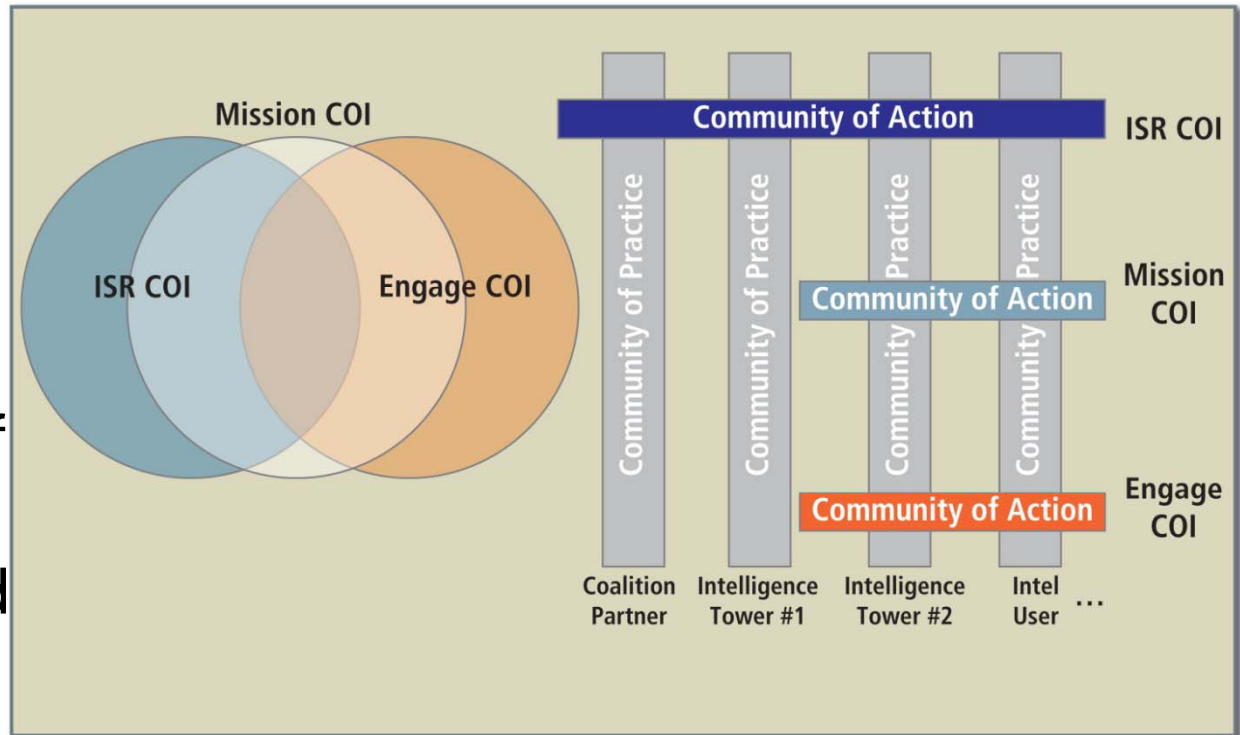 Mission COI
ISR COI
Engage COI
Community of Action
ISR COI
Community of Practice
Community of Practice
Community of Practice
Community of Practice
Community of Action
Mission
COI
Community of Action
Engage
COI
Coalition
Partner
Intelligence
Tower #1
Intelligence
Tower #2
Intel
User
...